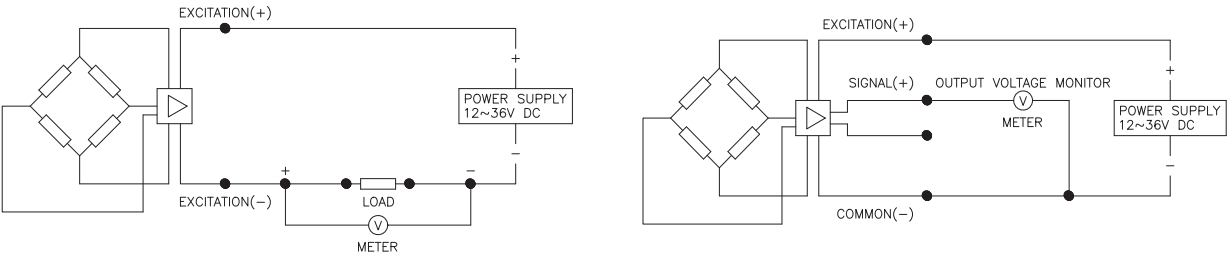 EXCITATION(+)
+
POWER SUPPLY
12~36V DC
−
+
−
EXCITATION(−)
LOAD
V
METER
EXCITATION(+)
+
SIGNAL(+)
OUTPUT VOLTAGE MONITOR
V
METER
POWER SUPPLY
12~36V DC
−
COMMON(−)